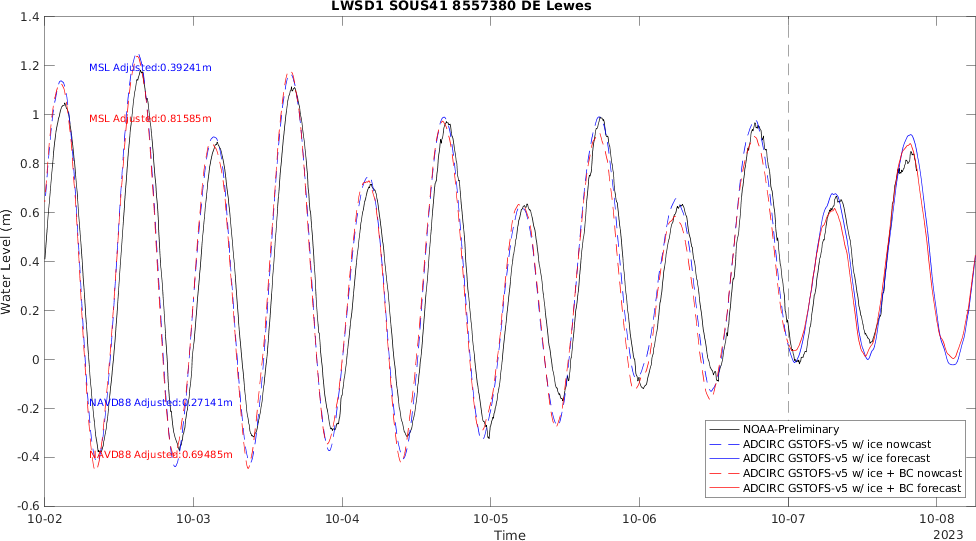 LWSD1 SOUS41 8557380 DE Lewes
1.4
1.2
1
0.8
0.6
0.4
0.2
0
-0.2
-0.4
-0.6
Water Level (m)
MSL Adjusted:0.39241m
MSL Adjusted:0.81585m
NAVD88 Adjusted:0.27141m
NAVD88 Adjusted:0.69485m
NOAA-Preliminary
ADCIRC GSTOFS-v5 w/ ice nowcast
ADCIRC GSTOFS-v5 w/ ice forecast
ADCIRC GSTOFS-v5 w/ ice + BC nowcast
ADCIRC GSTOFS-v5 w/ ice + BC forecast
10-02 10-03 10-04 10-05 10-06 10-07 10-08
Time
2023